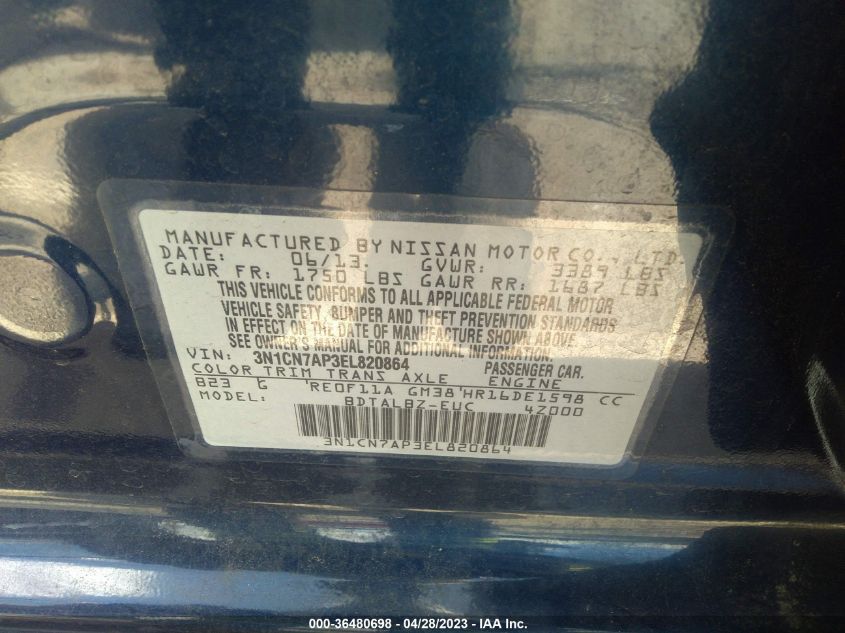 MANUFACTURED BY NISSAN MOTOR CO., LTD.
DATE: 06/13. GVWR: 3389 LBS
GAWR FR: 1750 LBS GAWR RR: 1687 LBS
THIS VEHICLE CONFORMS TO ALL APPLICABLE FEDERAL MOTOR
VEHICLE SAFETY, BUMPER AND THEFT PREVENTION STANDARDS
IN EFFECT ON THE DATE OF MANUFACTURE SHOWN ABOVE.
SEE OWNER'S MANUAL FOR ADDITIONAL INFORMATION.
VIN: 3N1CN7AP3EL820864 PASSENGER CAR.
COLOR TRIM TRANS AXLE ENGINE
B23 G RE0F11A GM38 HR16DE1598 CC
MODEL: BDTALBZ-EUC 4Z000
3N1CN7AP3EL820864
000-36480698 - 04/28/2023 - IAA Inc.